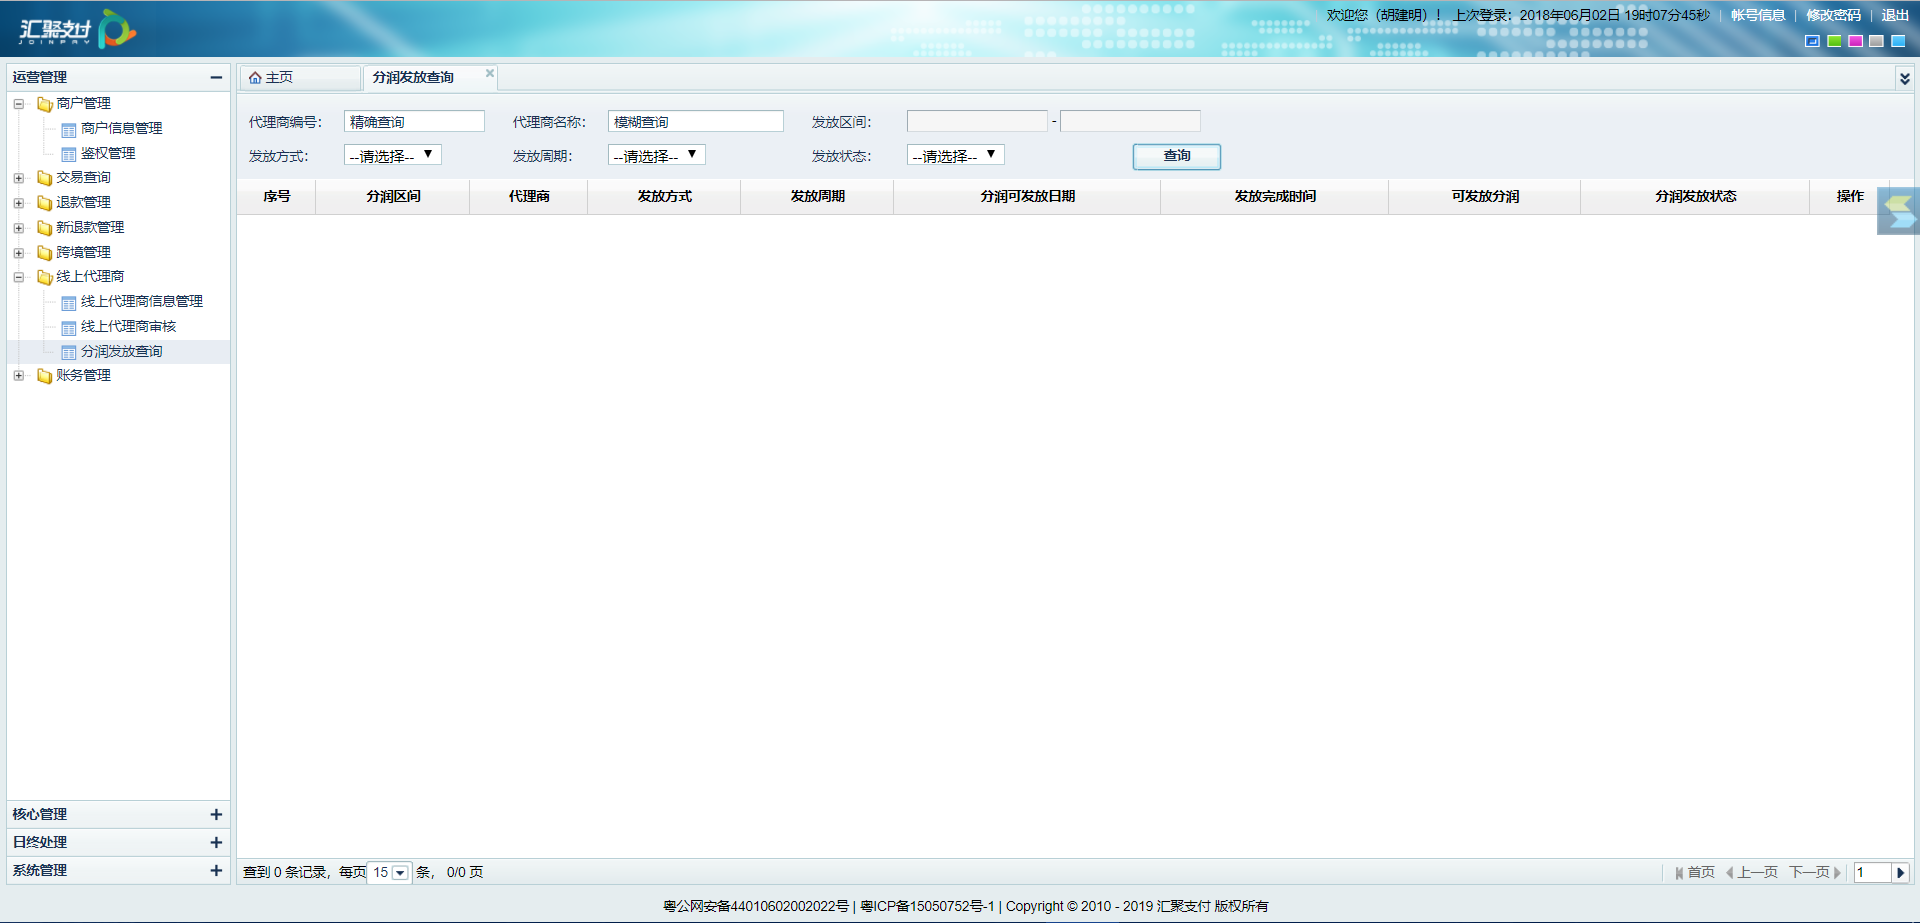 汇聚支付
JOINPAY
欢迎您（胡建明）！ 上次登录：2018年06月02日 19时07分45秒 | 帐号信息 | 修改密码 | 退出
运营管理
商户管理
商户信息管理
鉴权管理
交易查询
退款管理
新退款管理
跨境管理
线上代理商
线上代理商信息管理
线上代理商审核
分润发放查询
账务管理
核心管理
日终处理
系统管理
主页 分润发放查询
代理商编号： 精确查询 代理商名称： 模糊查询 发放区间： -
发放方式： --请选择-- 发放周期： --请选择-- 发放状态： --请选择-- 查询
序号 分润区间 代理商 发放方式 发放周期 分润可发放日期 发放完成时间 可发放分润 分润发放状态 操作
查到 0 条记录，每页 15 条， 0/0 页 首页 上一页 下一页 1
粤公网安备44010602002022号 | 粤ICP备15050752号-1 | Copyright © 2010 - 2019 汇聚支付 版权所有